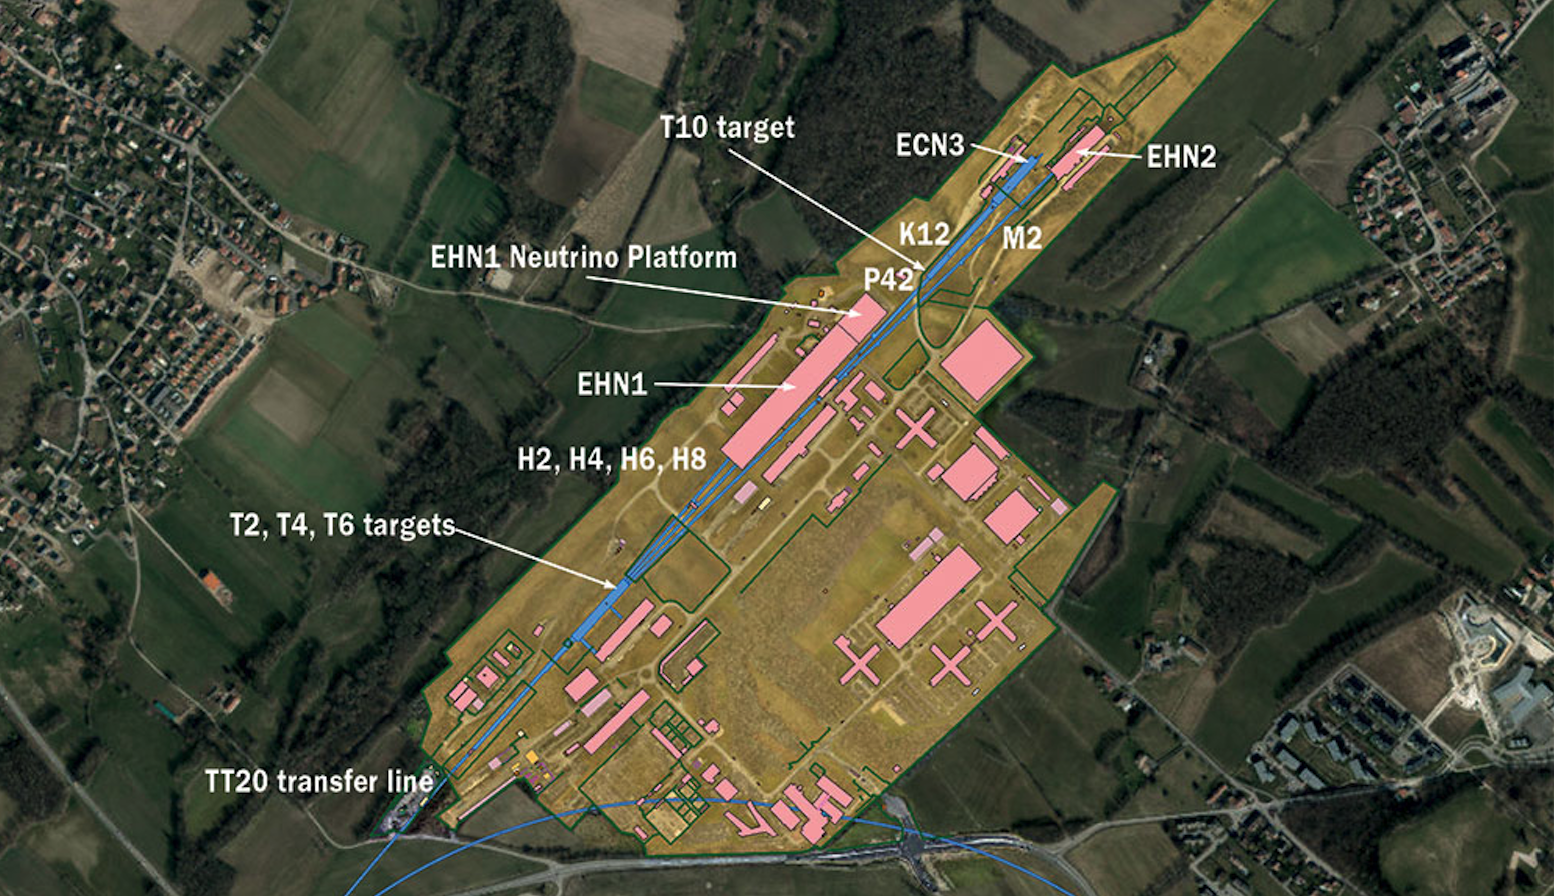 T10 target
ECN3
EHN2
K12
M2
EHN1 Neutrino Platform
P42
EHN1
H2, H4, H6, H8
T2, T4, T6 targets
TT20 transfer line